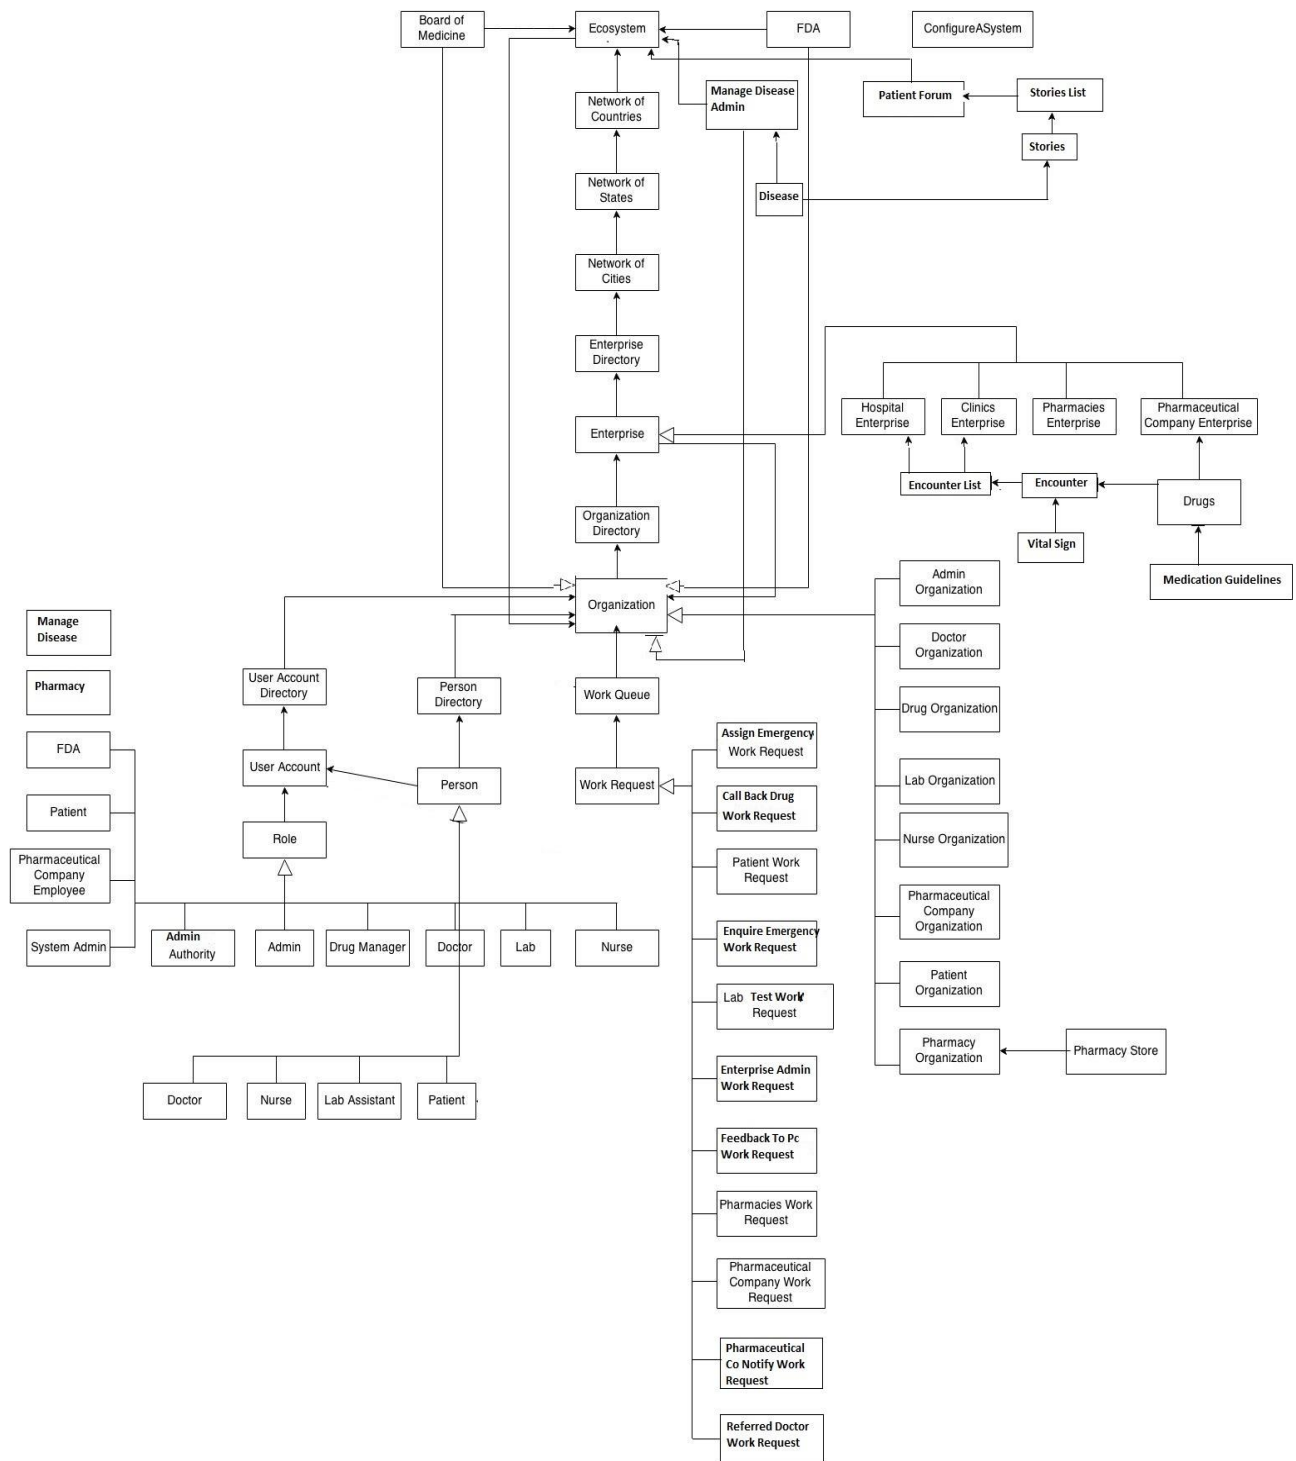 Board of
Medicine
Ecosystem
FDA
ConfigureASystem
Manage Disease
Admin
Patient Forum
Stories List
Network of
Countries
Stories
Network of
States
Disease
Network of
Cities
Enterprise
Directory
Hospital
Enterprise
Clinics
Enterprise
Pharmacies
Enterprise
Pharmaceutical
Company Enterprise
Enterprise
Encounter List
Encounter
Drugs
Organization
Directory
Vital Sign
Medication Guidelines
Admin
Organization
Organization
Manage
Disease
Doctor
Organization
User Account
Directory
Person
Directory
Work Queue
Pharmacy
Drug Organization
FDA
User Account
Person
Work Request
Assign Emergency
Work Request
Lab Organization
Call Back Drug
Work Request
Patient
Role
Nurse Organization
Pharmaceutical
Company
Employee
Patient Work
Request
Pharmaceutical
Company
Organization
System Admin
Admin
Authority
Admin
Drug Manager
Doctor
Lab
Nurse
Enquire Emergency
Work Request
Patient
Organization
Lab Test Work
Request
Pharmacy
Organization
Pharmacy Store
Enterprise Admin
Work Request
Doctor
Nurse
Lab Assistant
Patient
Feedback To Pc
Work Request
Pharmacies Work
Request
Pharmaceutical
Company Work
Request
Pharmaceutical
Co Notify Work
Request
Referred Doctor
Work Request